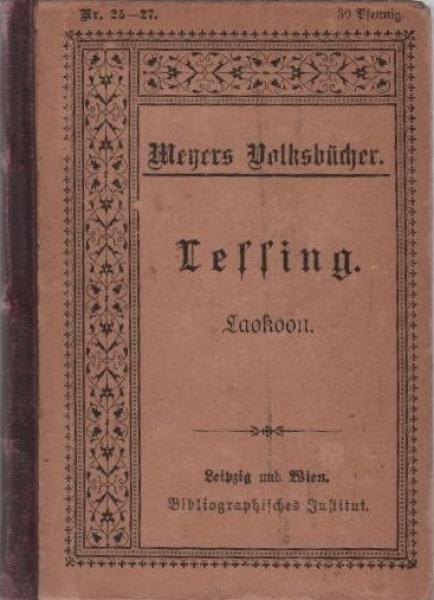 Nr. 25—27.
30 Pfennig.
Meyers Volksbücher.
Lessing.
Laokoon.
Leipzig und Wien.
Bibliographisches Institut.